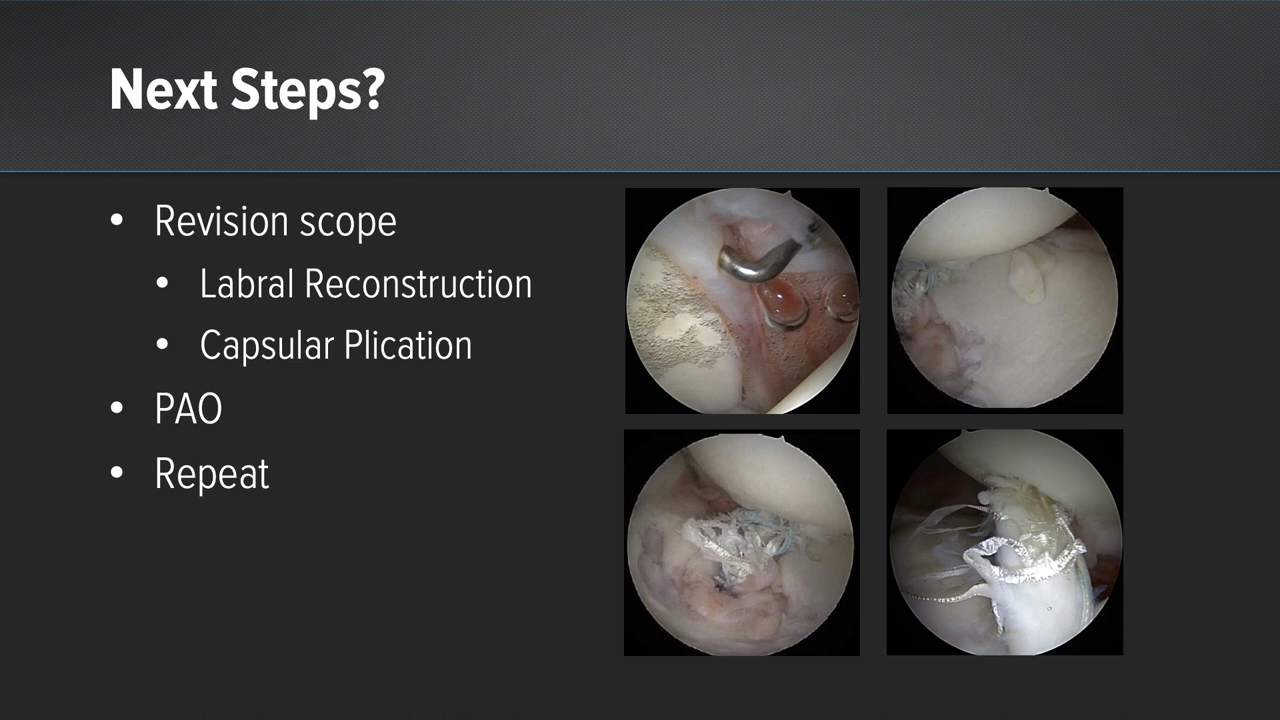 Next Steps?
• Revision scope
• Labral Reconstruction
• Capsular Plication
• PAO
• Repeat